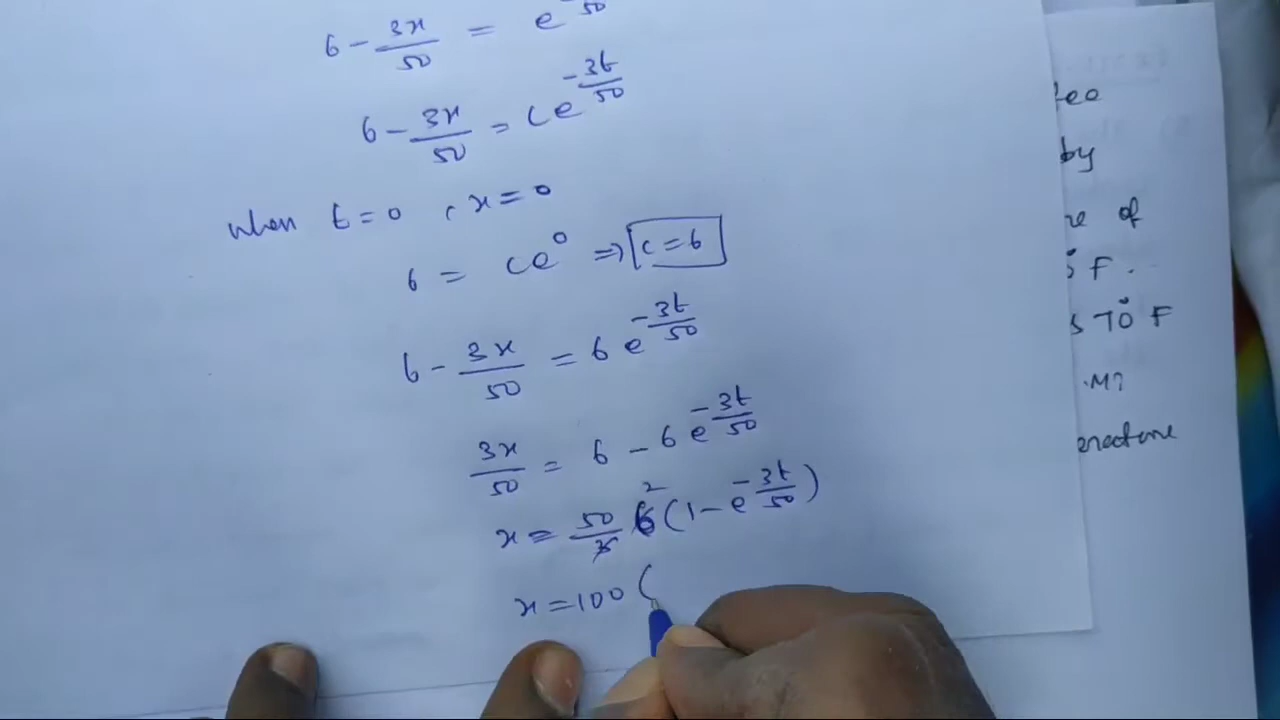 6 - 3x/50 = e^-
6 - 3x/50 = ce^(-3t/50)
when t=0, x=0
6 = ce^0 ⇒ c=6
6 - 3x/50 = 6e^(-3t/50)
3x/50 = 6 - 6e^(-3t/50)
x = 50/3 6 2 (1 - e^(-3t/50))
x = 100 (
by
of
F.
70° F
.M?